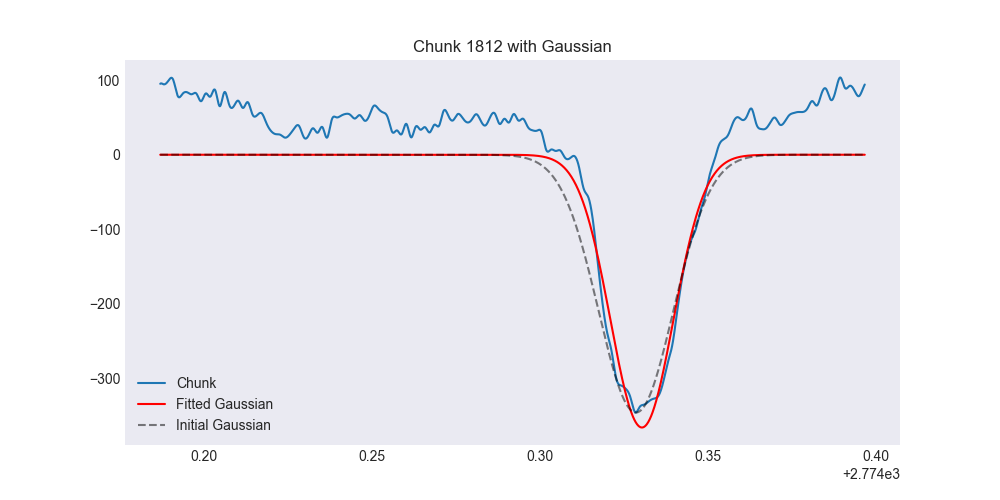 Chunk 1812 with Gaussian
100
0
−100
−200
−300
Chunk
Fitted Gaussian
Initial Gaussian
0.20 0.25 0.30 0.35 0.40
+2.774e3